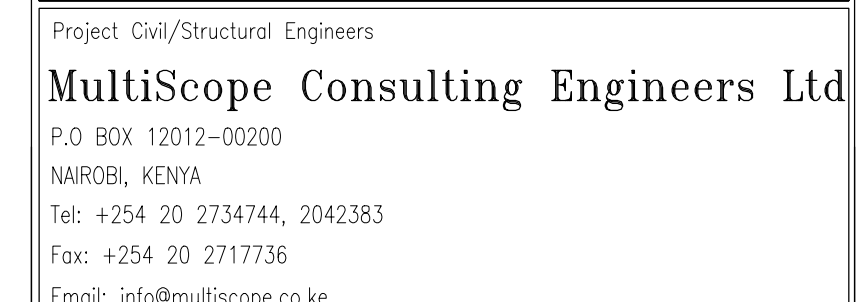 Project Civil/Structural Engineers
MultiScope Consulting Engineers Ltd
P.O BOX 12012-00200
NAIROBI, KENYA
Tel: +254 20 2734744, 2042383
Fax: +254 20 2717736
Email: info@multiscope.co.ke